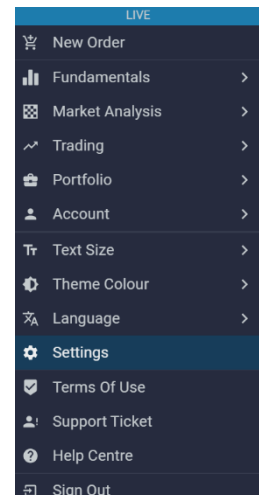 LIVE
New Order
Fundamentals
Market Analysis
Trading
Portfolio
Account
Text Size
Theme Colour
Language
Settings
Terms Of Use
Support Ticket
Help Centre
Sign Out